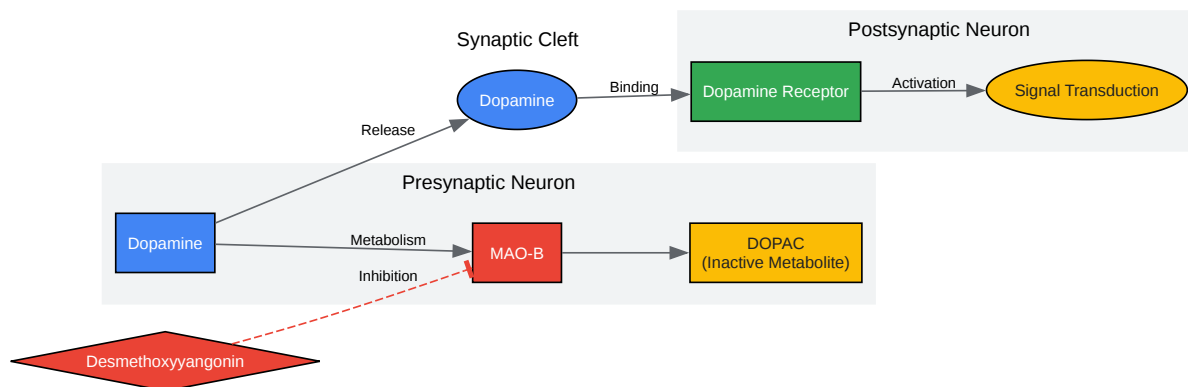 Synaptic Cleft
Postsynaptic Neuron
Dopamine
Binding
Dopamine Receptor
Activation
Signal Transduction
Release
Presynaptic Neuron
Dopamine
Metabolism
MAO-B
DOPAC
(Inactive Metabolite)
Inhibition
Desmethoxyyangonin